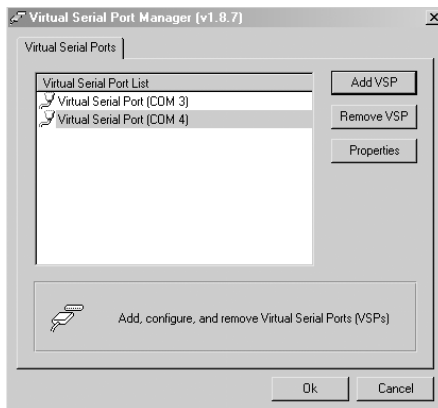 Virtual Serial Port Manager (v1.8.7)
Virtual Serial Ports
Virtual Serial Port List
Virtual Serial Port (COM 3)
Virtual Serial Port (COM 4)
Add VSP
Remove VSP
Properties
Add, configure, and remove Virtual Serial Ports (VSPs)
Ok
Cancel